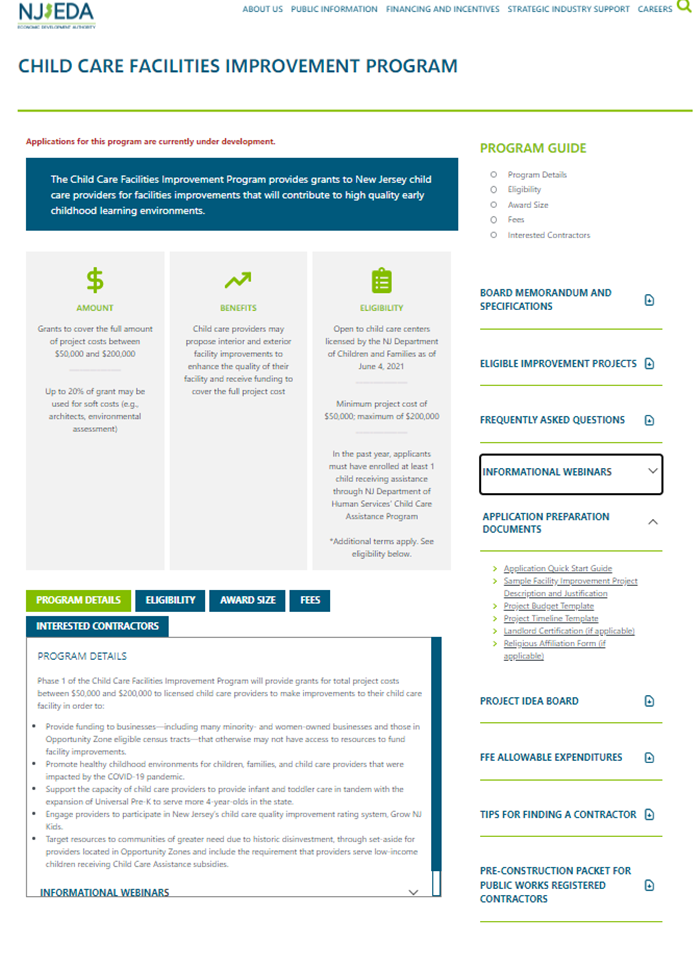 NJEDA
ECONOMIC DEVELOPMENT AUTHORITY
ABOUT US PUBLIC INFORMATION FINANCING AND INCENTIVES STRATEGIC INDUSTRY SUPPORT CAREERS
CHILD CARE FACILITIES IMPROVEMENT PROGRAM
Applications for this program are currently under development.
The Child Care Facilities Improvement Program provides grants to New Jersey child
care providers for facilities improvements that will contribute to high quality early
childhood learning environments.
AMOUNT
Grants to cover the full amount
of project costs between
$50,000 and $200,000
Up to 20% of grant may be
used for soft costs (e.g.,
architects, environmental
assessment)
BENEFITS
Child care providers may
propose interior and exterior
facility improvements to
enhance the quality of their
facility and receive funding to
cover the full project cost
ELIGIBILITY
Open to child care centers
licensed by the NJ Department
of Children and Families as of
June 4, 2021
Minimum project cost of
$50,000; maximum of $200,000
In the past year, applicants
must have enrolled at least 1
child receiving assistance
through NJ Department of
Human Services' Child Care
Assistance Program
*Additional terms apply. See
eligibility below.
PROGRAM DETAILS
ELIGIBILITY
AWARD SIZE
FEES
INTERESTED CONTRACTORS
PROGRAM DETAILS
Phase 1 of the Child Care Facilities Improvement Program will provide grants for total project costs
between $50,000 and $200,000 to licensed child care providers to make improvements to their child care
facility in order to:
Provide funding to businesses—including many minority- and women-owned businesses and those in
Opportunity Zone eligible census tracts—that otherwise may not have access to resources to fund
facility improvements.
Promote healthy childhood environments for children, families, and child care providers that were
impacted by the COVID-19 pandemic.
Support the capacity of child care providers to provide infant and toddler care in tandem with the
expansion of Universal Pre-K to serve more 4-year-olds in the state.
Engage providers to participate in New Jersey's child care quality improvement rating system, Grow NJ
Kids.
Target resources to communities of greater need due to historic disinvestment, through set-aside for
providers located in Opportunity Zones and include the requirement that providers serve low-income
children receiving Child Care Assistance subsidies.
INFORMATIONAL WEBINARS
PROGRAM GUIDE
Program Details
Eligibility
Award Size
Fees
Interested Contractors
BOARD MEMORANDUM AND
SPECIFICATIONS
ELIGIBLE IMPROVEMENT PROJECTS
FREQUENTLY ASKED QUESTIONS
INFORMATIONAL WEBINARS
APPLICATION PREPARATION
DOCUMENTS
Application Quick Start Guide
Sample Facility Improvement Project
Description and Justification
Project Budget Template
Project Timeline Template
Landlord Certification (if applicable)
Religious Affiliation Form (if
applicable)
PROJECT IDEA BOARD
FFE ALLOWABLE EXPENDITURES
TIPS FOR FINDING A CONTRACTOR
PRE-CONSTRUCTION PACKET FOR
PUBLIC WORKS REGISTERED
CONTRACTORS